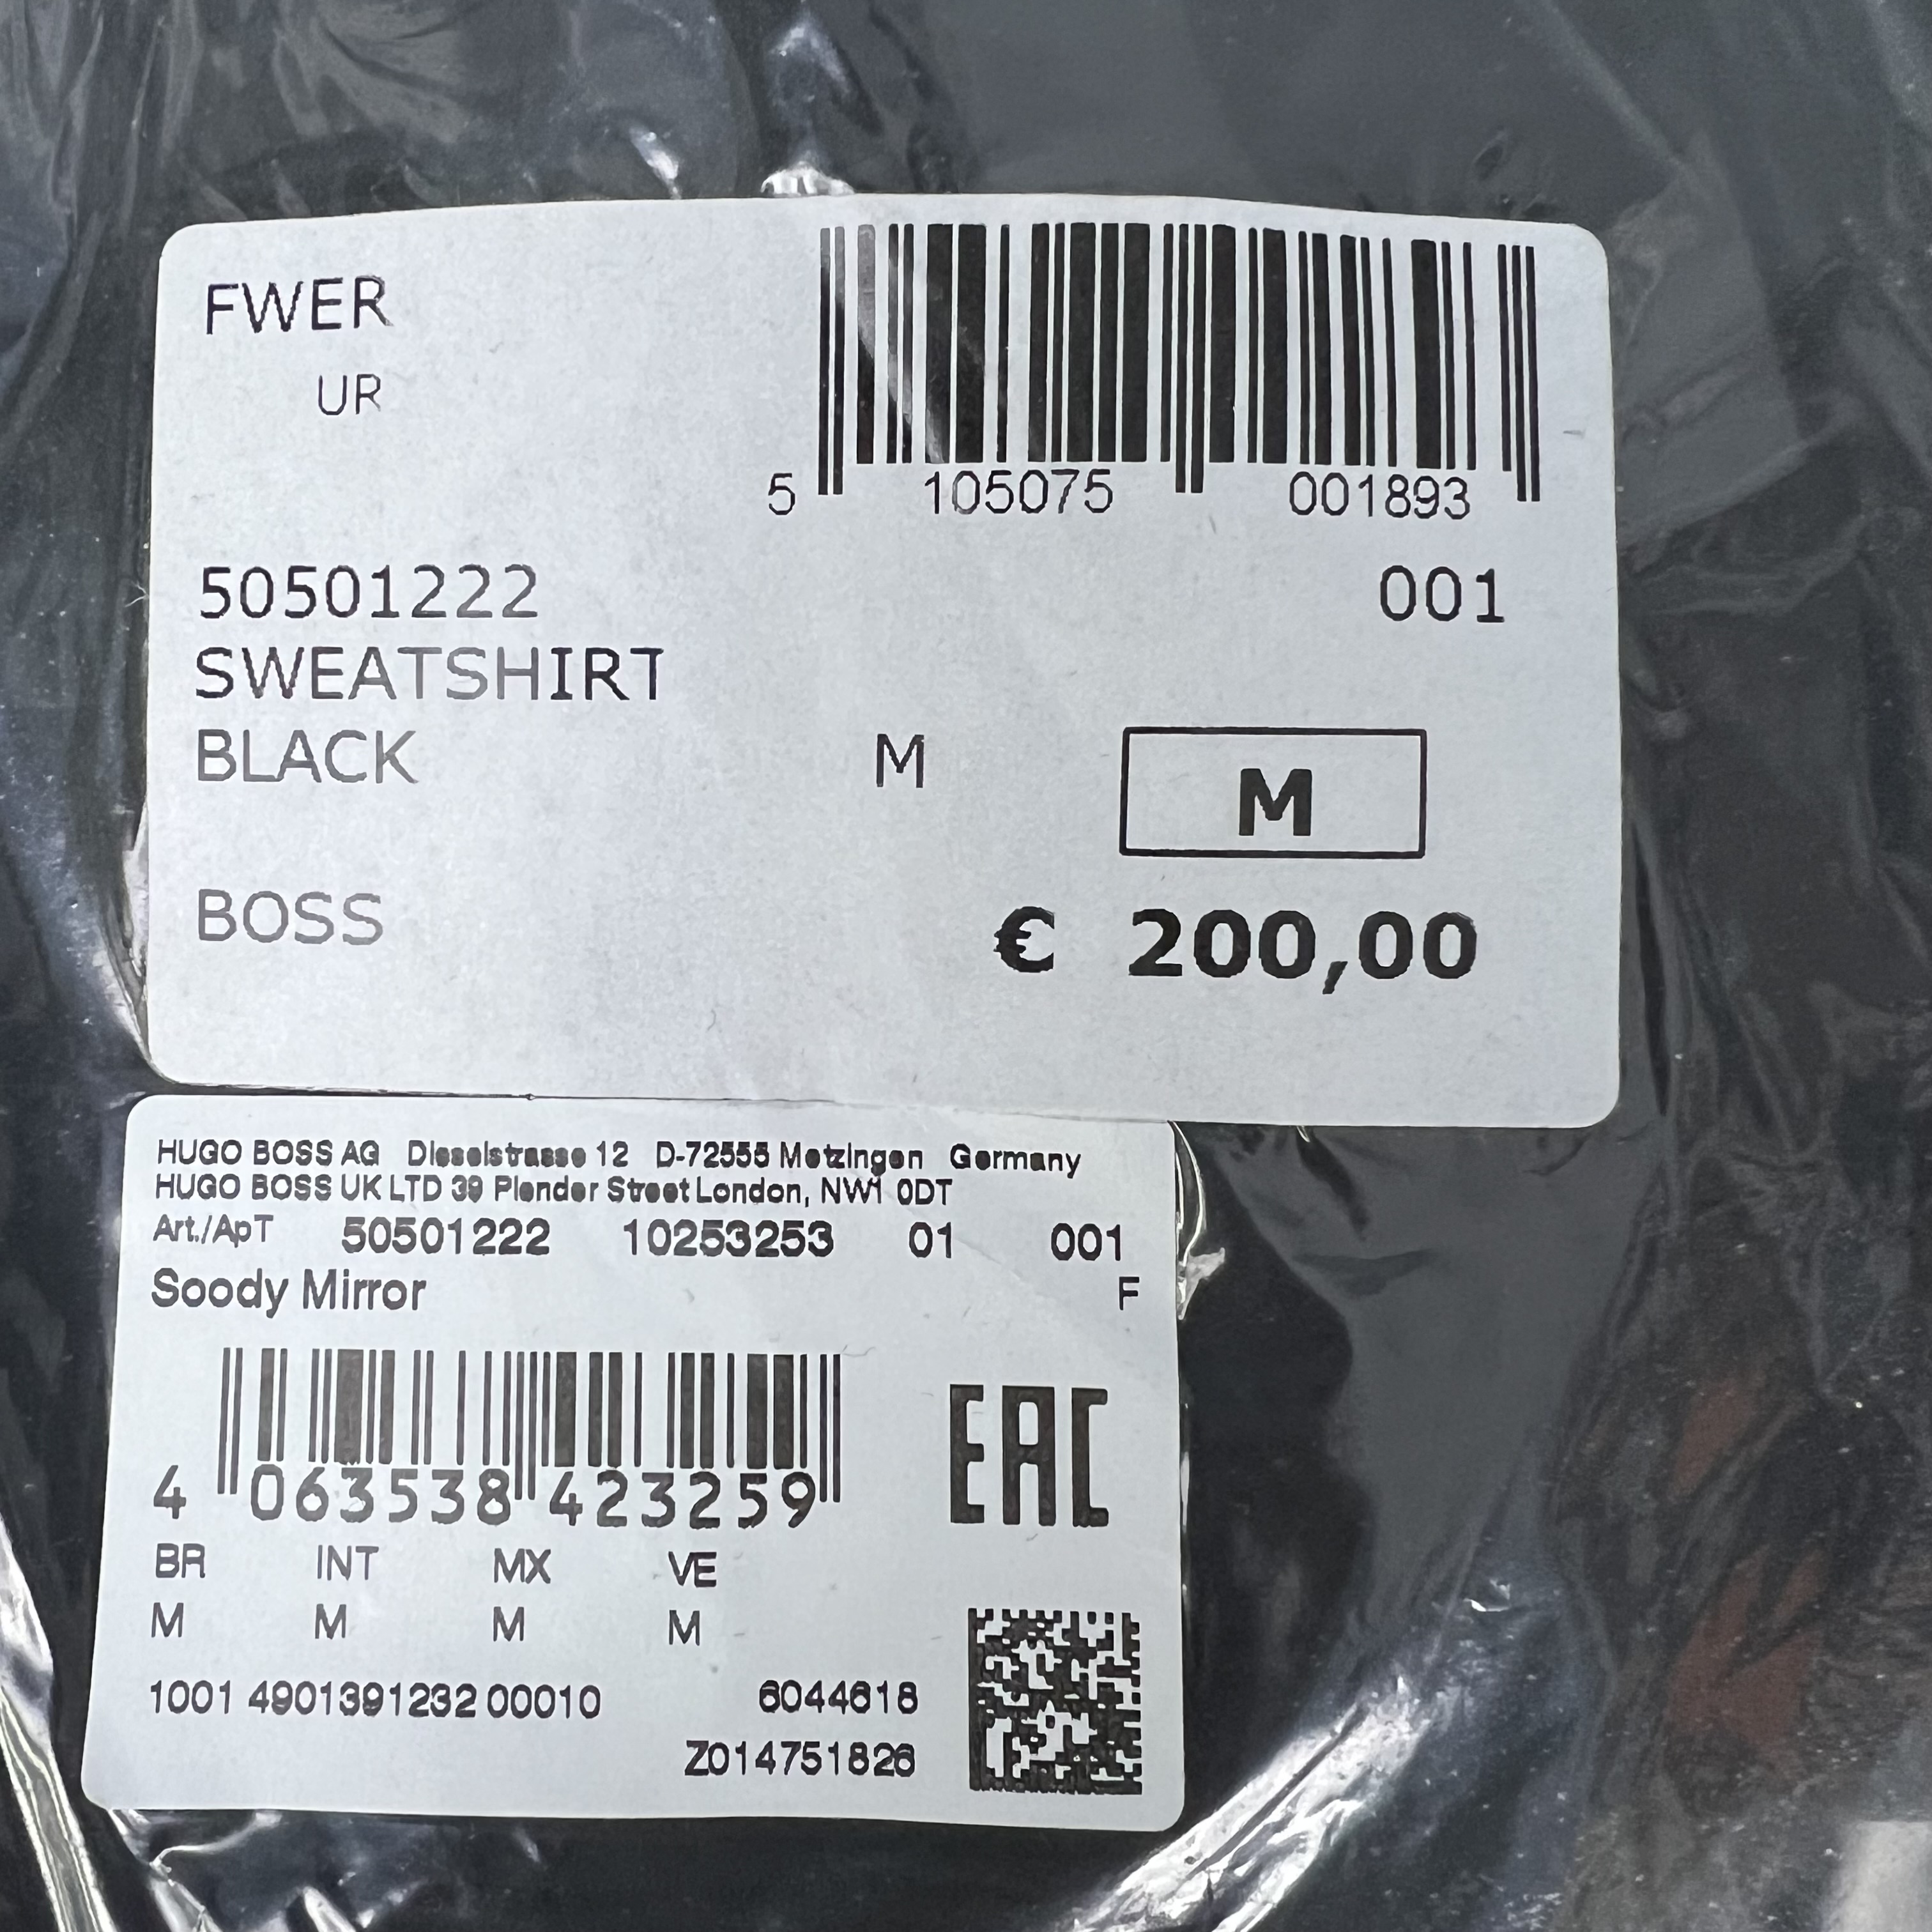 FWER
UR
5 105075 001893
50501222 001
SWEATSHIRT
BLACK M M
BOSS € 200,00
HUGO BOSS AG Dieselstrasse 12 D-72555 Metzingen Germany
HUGO BOSS UK LTD 39 Plender Street London, NW1 0DT
Art./ApT 50501222 10253253 01 001
Soody Mirror F
4 063538 423259
EAC
BR INT MX VE
M M M M
1001 4901391232 00010 6044618
Z014751826